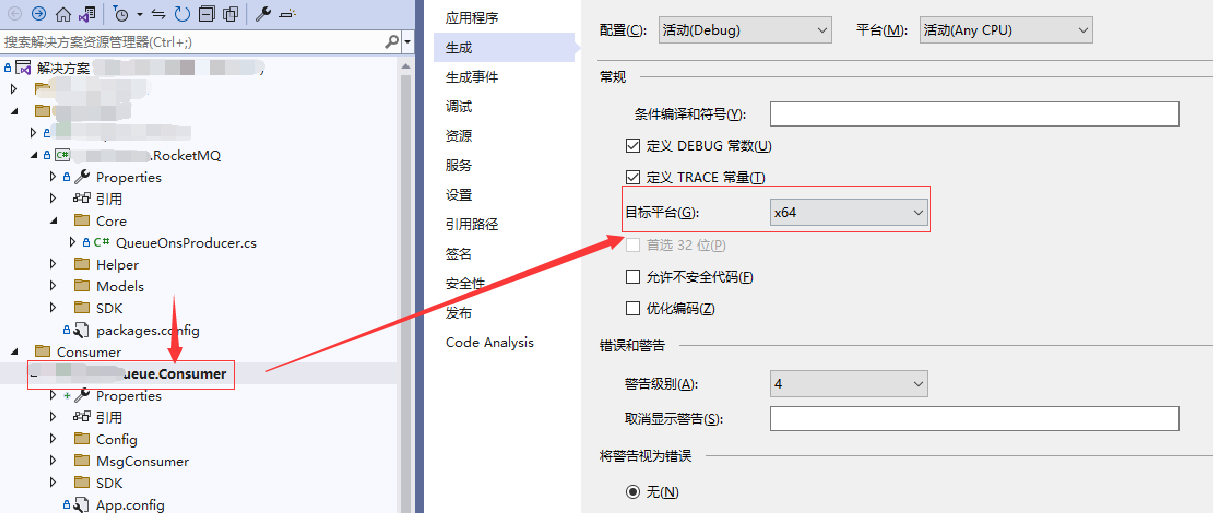 搜索解决方案资源管理器(Ctrl+;)
解决方案
.RocketMQ
Properties
引用
Core
C# QueueOnsProducer.cs
Helper
Models
SDK
packages.config
Consumer
ueue.Consumer
Properties
引用
Config
MsgConsumer
SDK
App.config
应用程序
生成
生成事件
调试
资源
服务
设置
引用路径
签名
安全性
发布
Code Analysis
配置(C): 活动(Debug) 平台(M): 活动(Any CPU)
常规
条件编译和符号(Y):
定义 DEBUG 常数(U)
定义 TRACE 常量(T)
目标平台(G): x64
首选 32 位(P)
允许不安全代码(F)
优化编码(Z)
错误和警告
警告级别(A): 4
取消显示警告(S):
将警告视为错误
无(N)